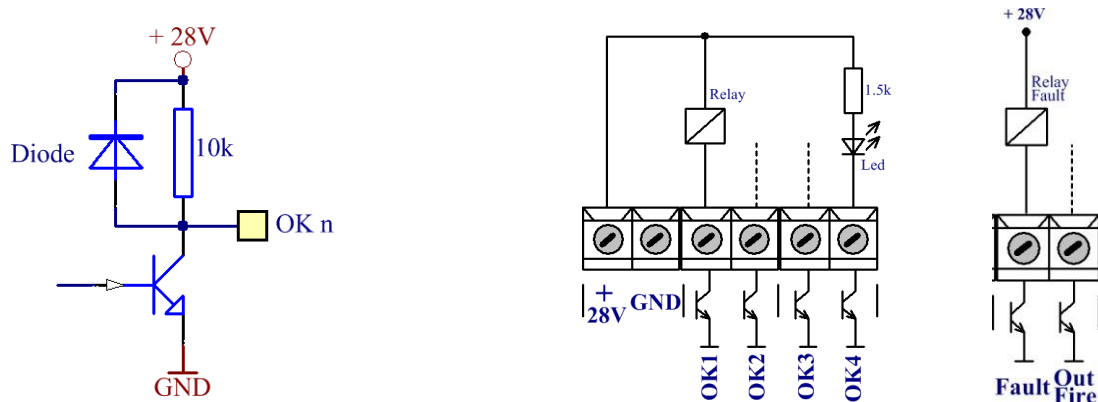 + 28V
Diode
10k
OK n
GND
Relay
1.5k
Led
+
28V
GND
OK1
OK2
OK3
OK4
+ 28V
Relay
Fault
Fault
Out
Fire